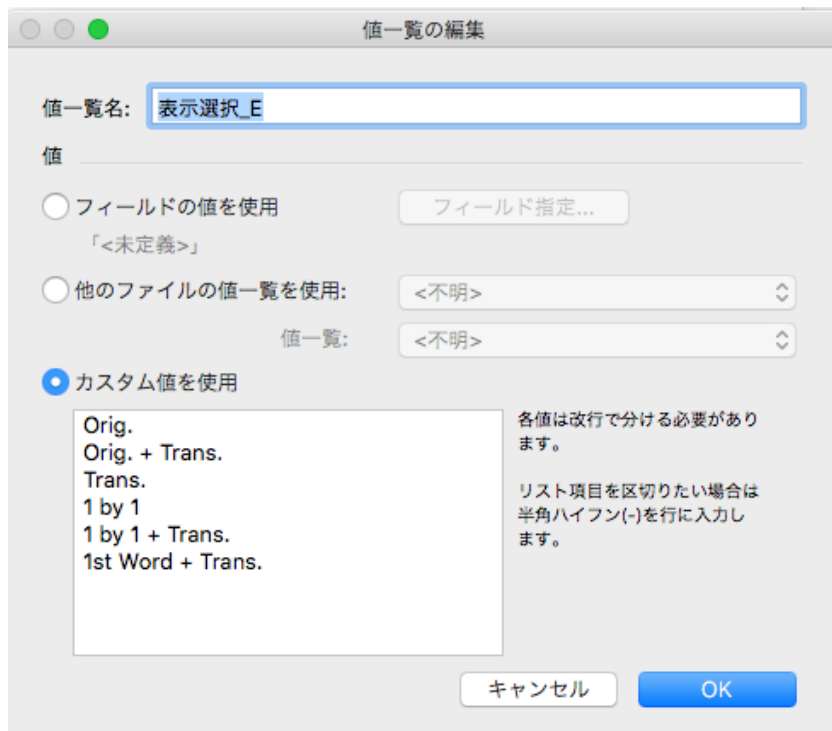 値一覧の編集
値一覧名: 表示選択_E
値
フィールドの値を使用 フィールド指定...
「<未定義>」
他のファイルの値一覧を使用: <不明>
値一覧: <不明>
カスタム値を使用
Orig.
Orig. + Trans.
Trans.
1 by 1
1 by 1 + Trans.
1st Word + Trans.
各値は改行で分ける必要があり
ます。
リスト項目を区切りたい場合は
半角ハイフン(-)を行に入力し
ます。
キャンセル OK